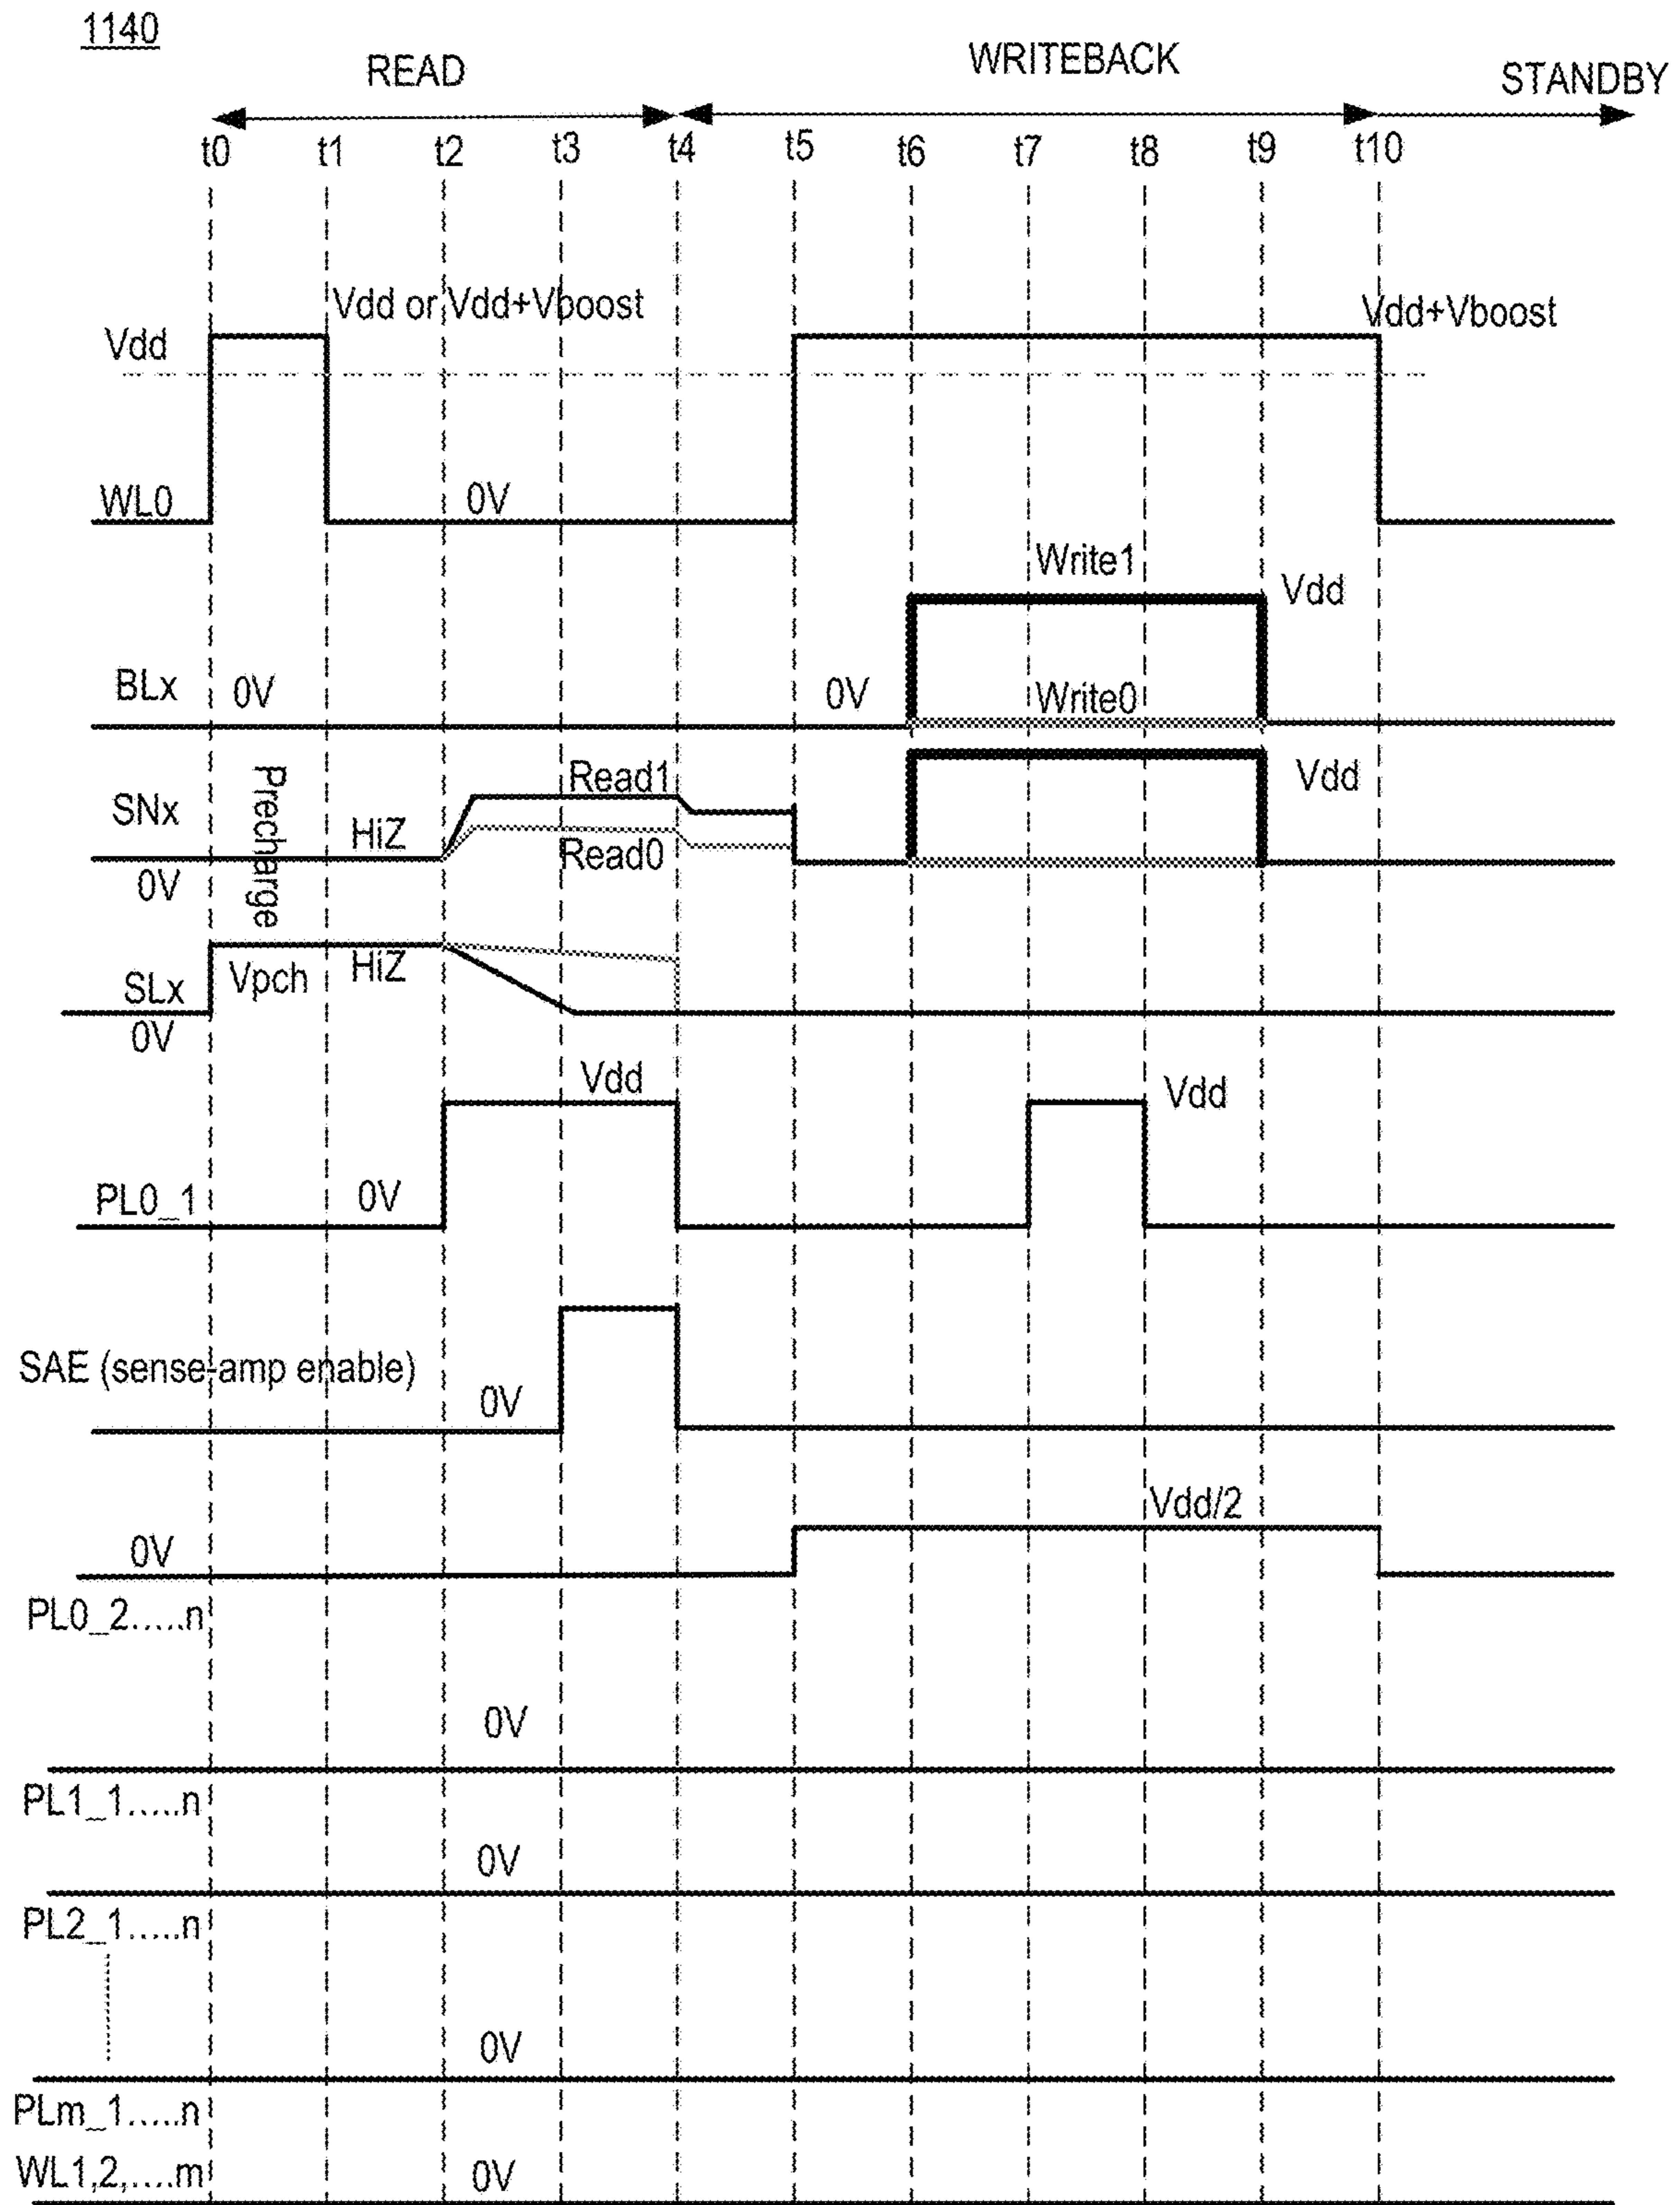 1140
READ
WRITEBACK
STANDBY
t0 t1 t2 t3 t4 t5 t6 t7 t8 t9 t10
Vdd or Vdd+Vboost
Vdd+Vboost
Vdd
WL0
0V
Write1
Vdd
BLx
0V
0V
Write0
Precharge
Read1
Vdd
SNx
HiZ
Read0
0V
Vpch
HiZ
SLx
0V
Vdd
Vdd
PL0_1
0V
SAE (sense-amp enable)
0V
Vdd/2
0V
PL0_2.....n
0V
PL1_1.....n
0V
PL2_1.....n
0V
PLm_1.....n
WL1,2,....m
0V